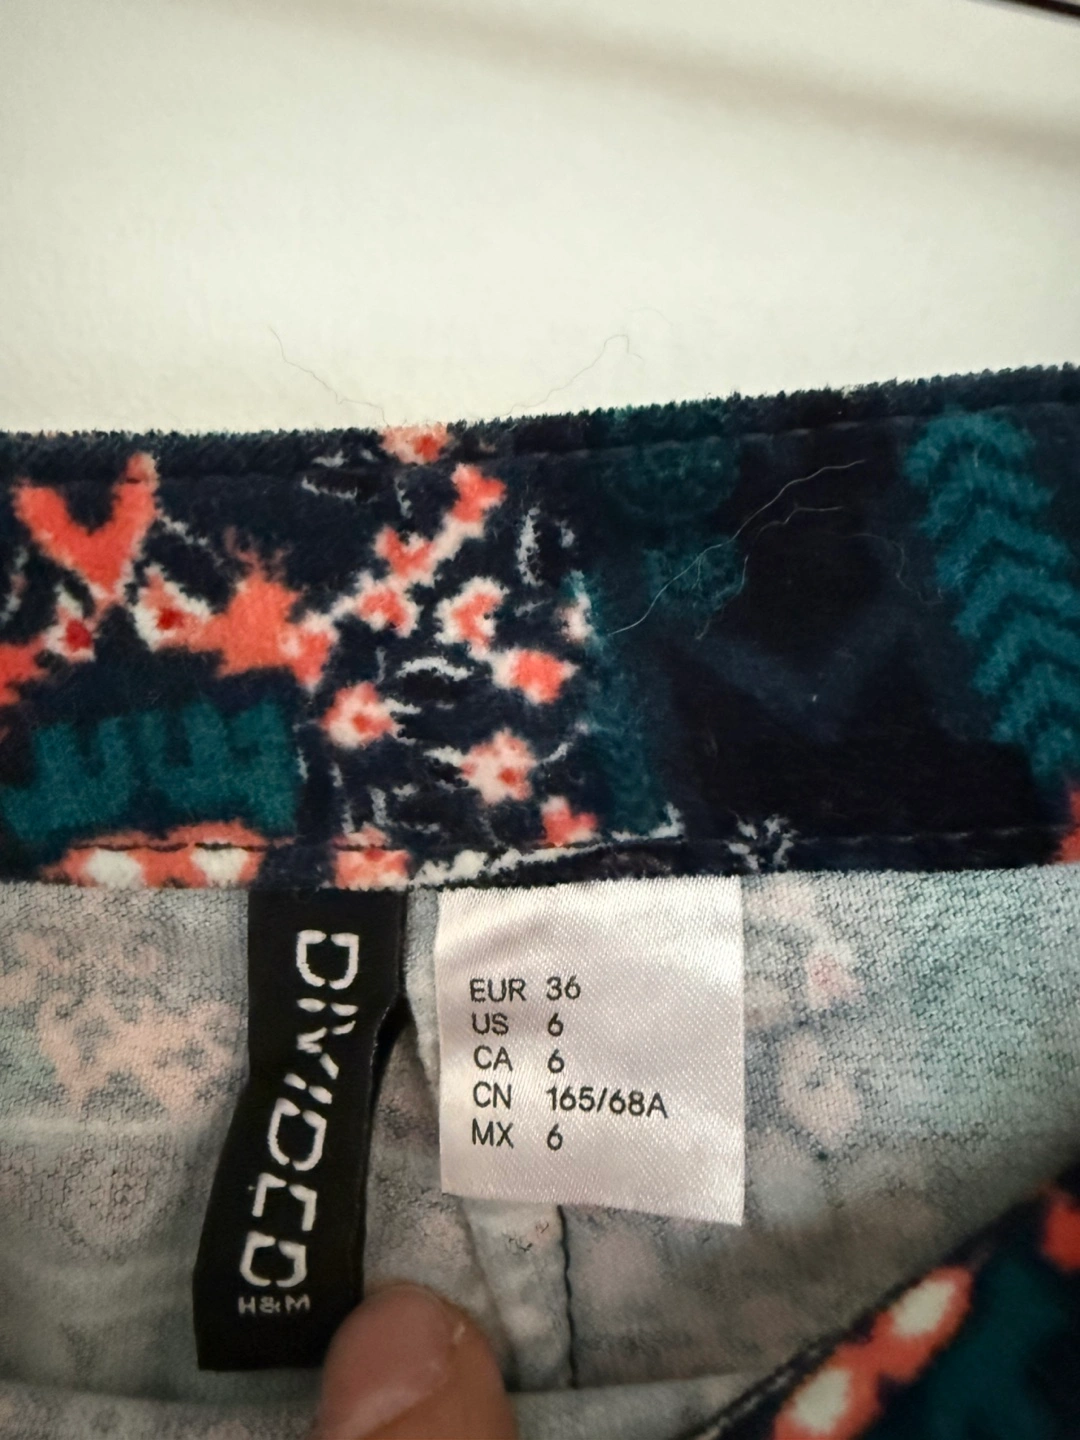 DIVIDED
H&M
EUR 36
US 6
CA 6
CN 165/68A
MX 6